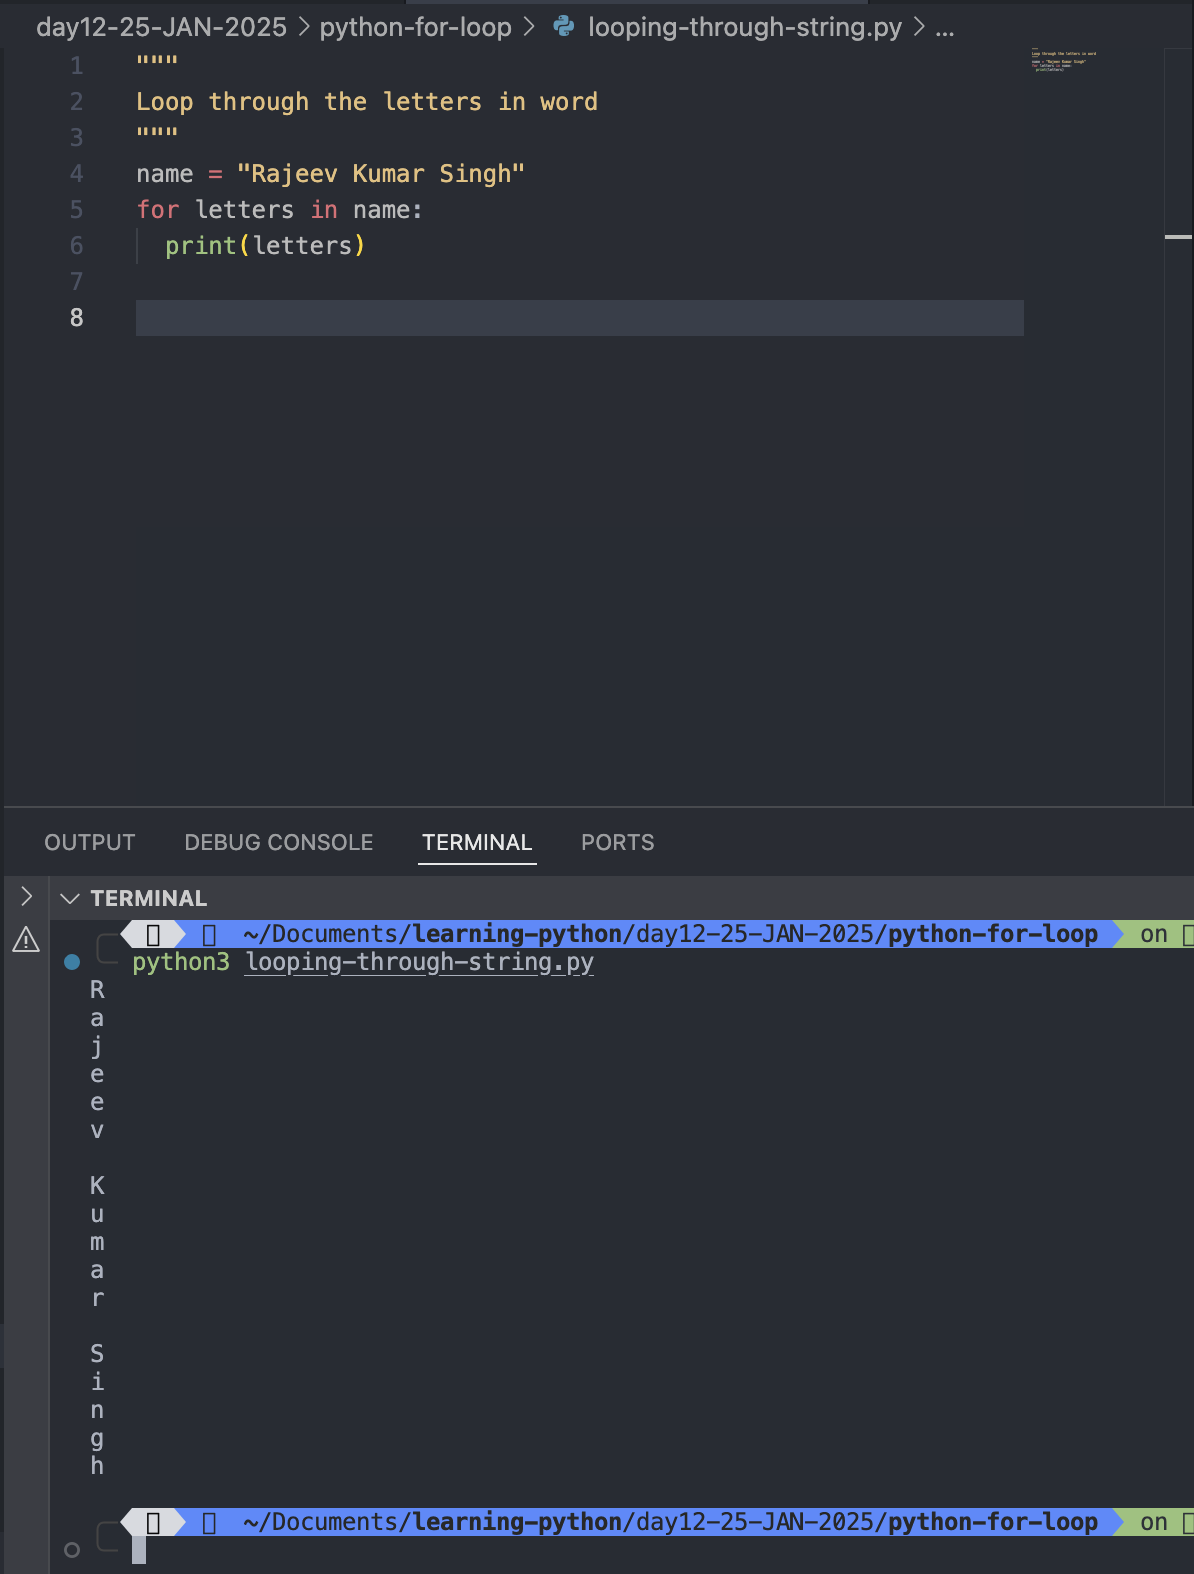 day12-25-JAN-2025 > python-for-loop > looping-through-string.py > ...
1 """
2 Loop through the letters in word
3 """
4 name = "Rajeev Kumar Singh"
5 for letters in name:
6 print(letters)
7
8
OUTPUT DEBUG CONSOLE TERMINAL PORTS
TERMINAL
~/Documents/learning-python/day12-25-JAN-2025/python-for-loop on
python3 looping-through-string.py
R
a
j
e
e
v
K
u
m
a
r
S
i
n
g
h
~/Documents/learning-python/day12-25-JAN-2025/python-for-loop on